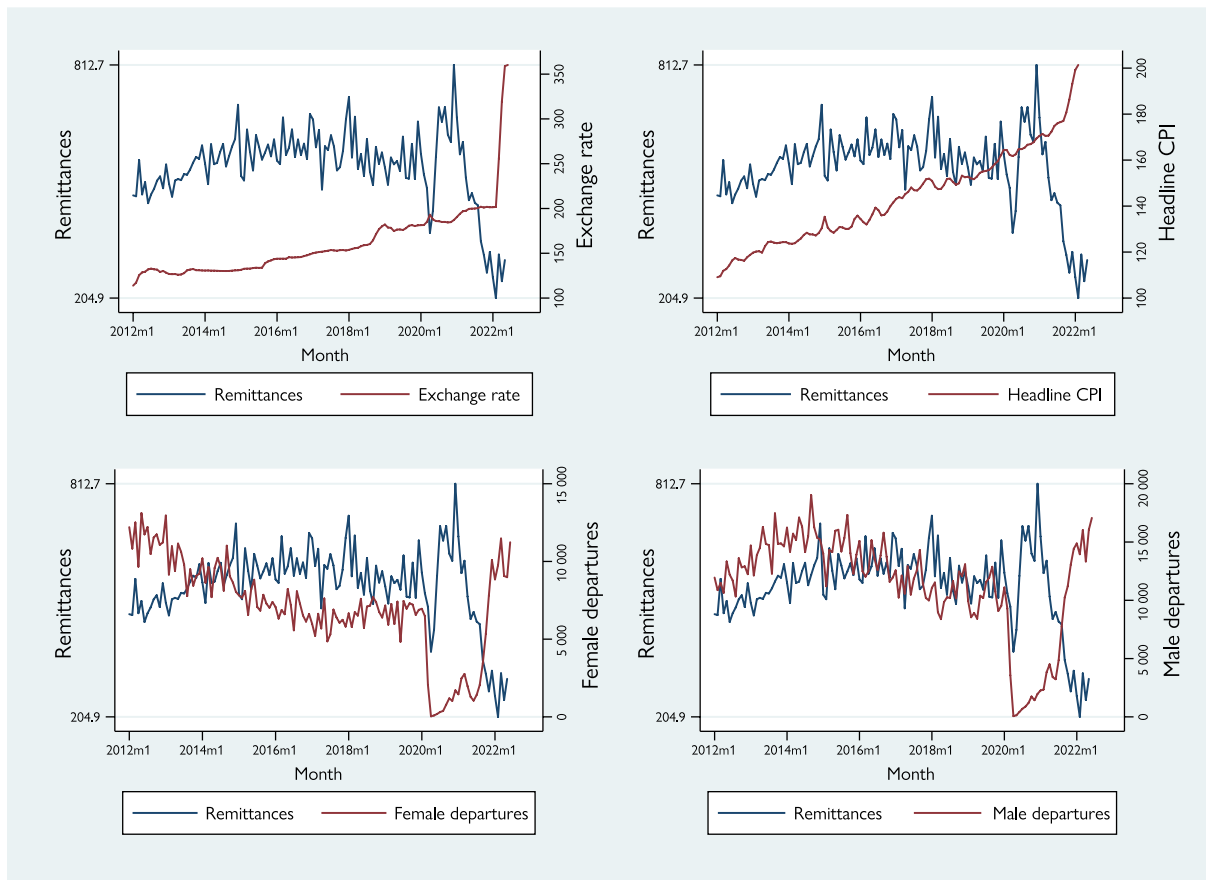 812.7
204.9
Remittances
350
300
250
200
150
100
Exchange rate
2012m1 2014m1 2016m1 2018m1 2020m1 2022m1
Month
Remittances Exchange rate
812.7
204.9
Remittances
200
180
160
140
120
100
Headline CPI
2012m1 2014m1 2016m1 2018m1 2020m1 2022m1
Month
Remittances Headline CPI
812.7
204.9
Remittances
15 000
10 000
5 000
0
Female departures
2012m1 2014m1 2016m1 2018m1 2020m1 2022m1
Month
Remittances Female departures
812.7
204.9
Remittances
20 000
15 000
10 000
5 000
0
Male departures
2012m1 2014m1 2016m1 2018m1 2020m1 2022m1
Month
Remittances Male departures